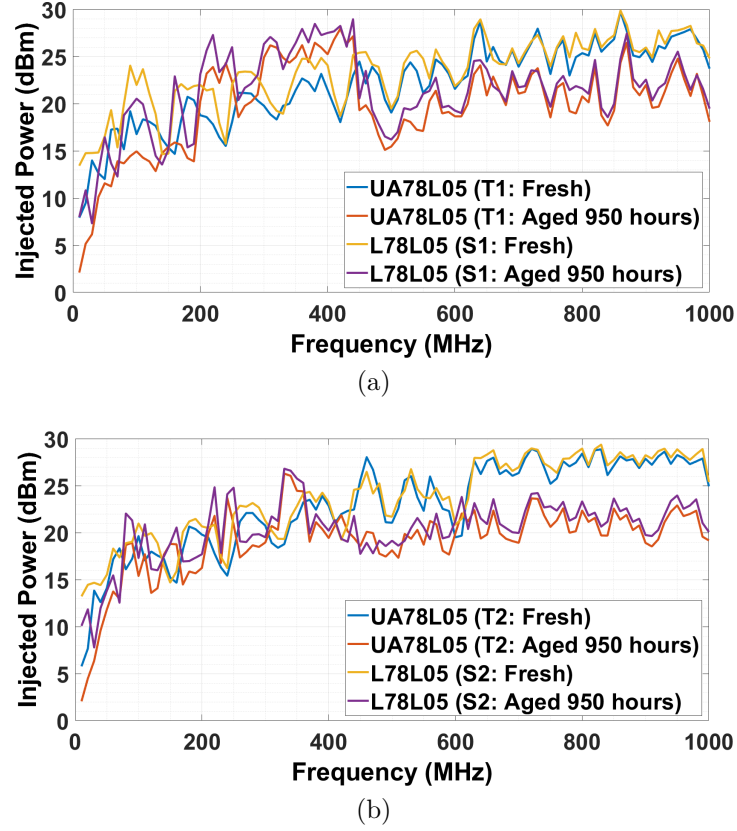 30
25
20
15
10
5
0
Injected Power (dBm)
UA78L05 (T1: Fresh)
UA78L05 (T1: Aged 950 hours)
L78L05 (S1: Fresh)
L78L05 (S1: Aged 950 hours)
0 200 400 600 800 1000
Frequency (MHz)
(a)
30
25
20
15
10
5
0
Injected Power (dBm)
UA78L05 (T2: Fresh)
UA78L05 (T2: Aged 950 hours)
L78L05 (S2: Fresh)
L78L05 (S2: Aged 950 hours)
0 200 400 600 800 1000
Frequency (MHz)
(b)